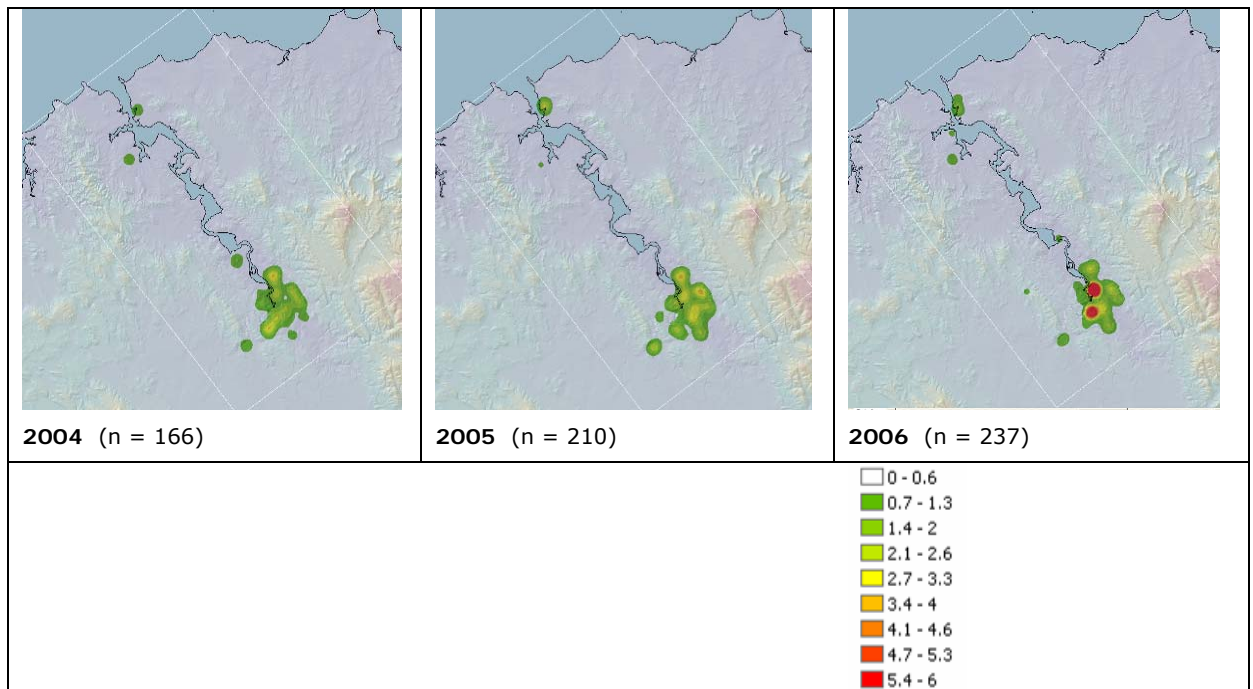 2004 (n = 166)
2005 (n = 210)
2006 (n = 237)
0 - 0.6
0.7 - 1.3
1.4 - 2
2.1 - 2.6
2.7 - 3.3
3.4 - 4
4.1 - 4.6
4.7 - 5.3
5.4 - 6